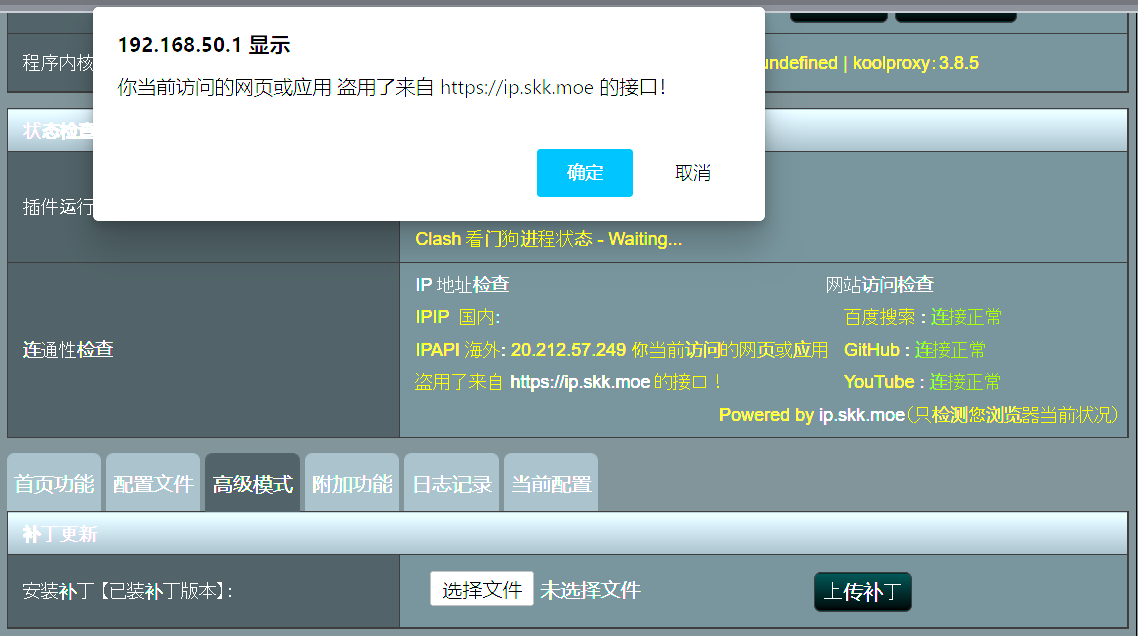 192.168.50.1 显示
你当前访问的网页或应用 盗用了来自 https://ip.skk.moe 的接口！
确定
取消
程序内核
undefined | koolproxy: 3.8.5
状态检查
插件运行
Clash 看门狗进程状态 - Waiting...
连通性检查
IP 地址检查
网站访问检查
IPIP 国内:
百度搜索 : 连接正常
IPAPI 海外: 20.212.57.249 你当前访问的网页或应用
GitHub : 连接正常
盗用了来自 https://ip.skk.moe 的接口！
YouTube : 连接正常
Powered by ip.skk.moe（只检测您浏览器当前状况）
首页功能 配置文件 高级模式 附加功能 日志记录 当前配置
补丁更新
安装补丁【已装补丁版本】:
选择文件 未选择文件
上传补丁